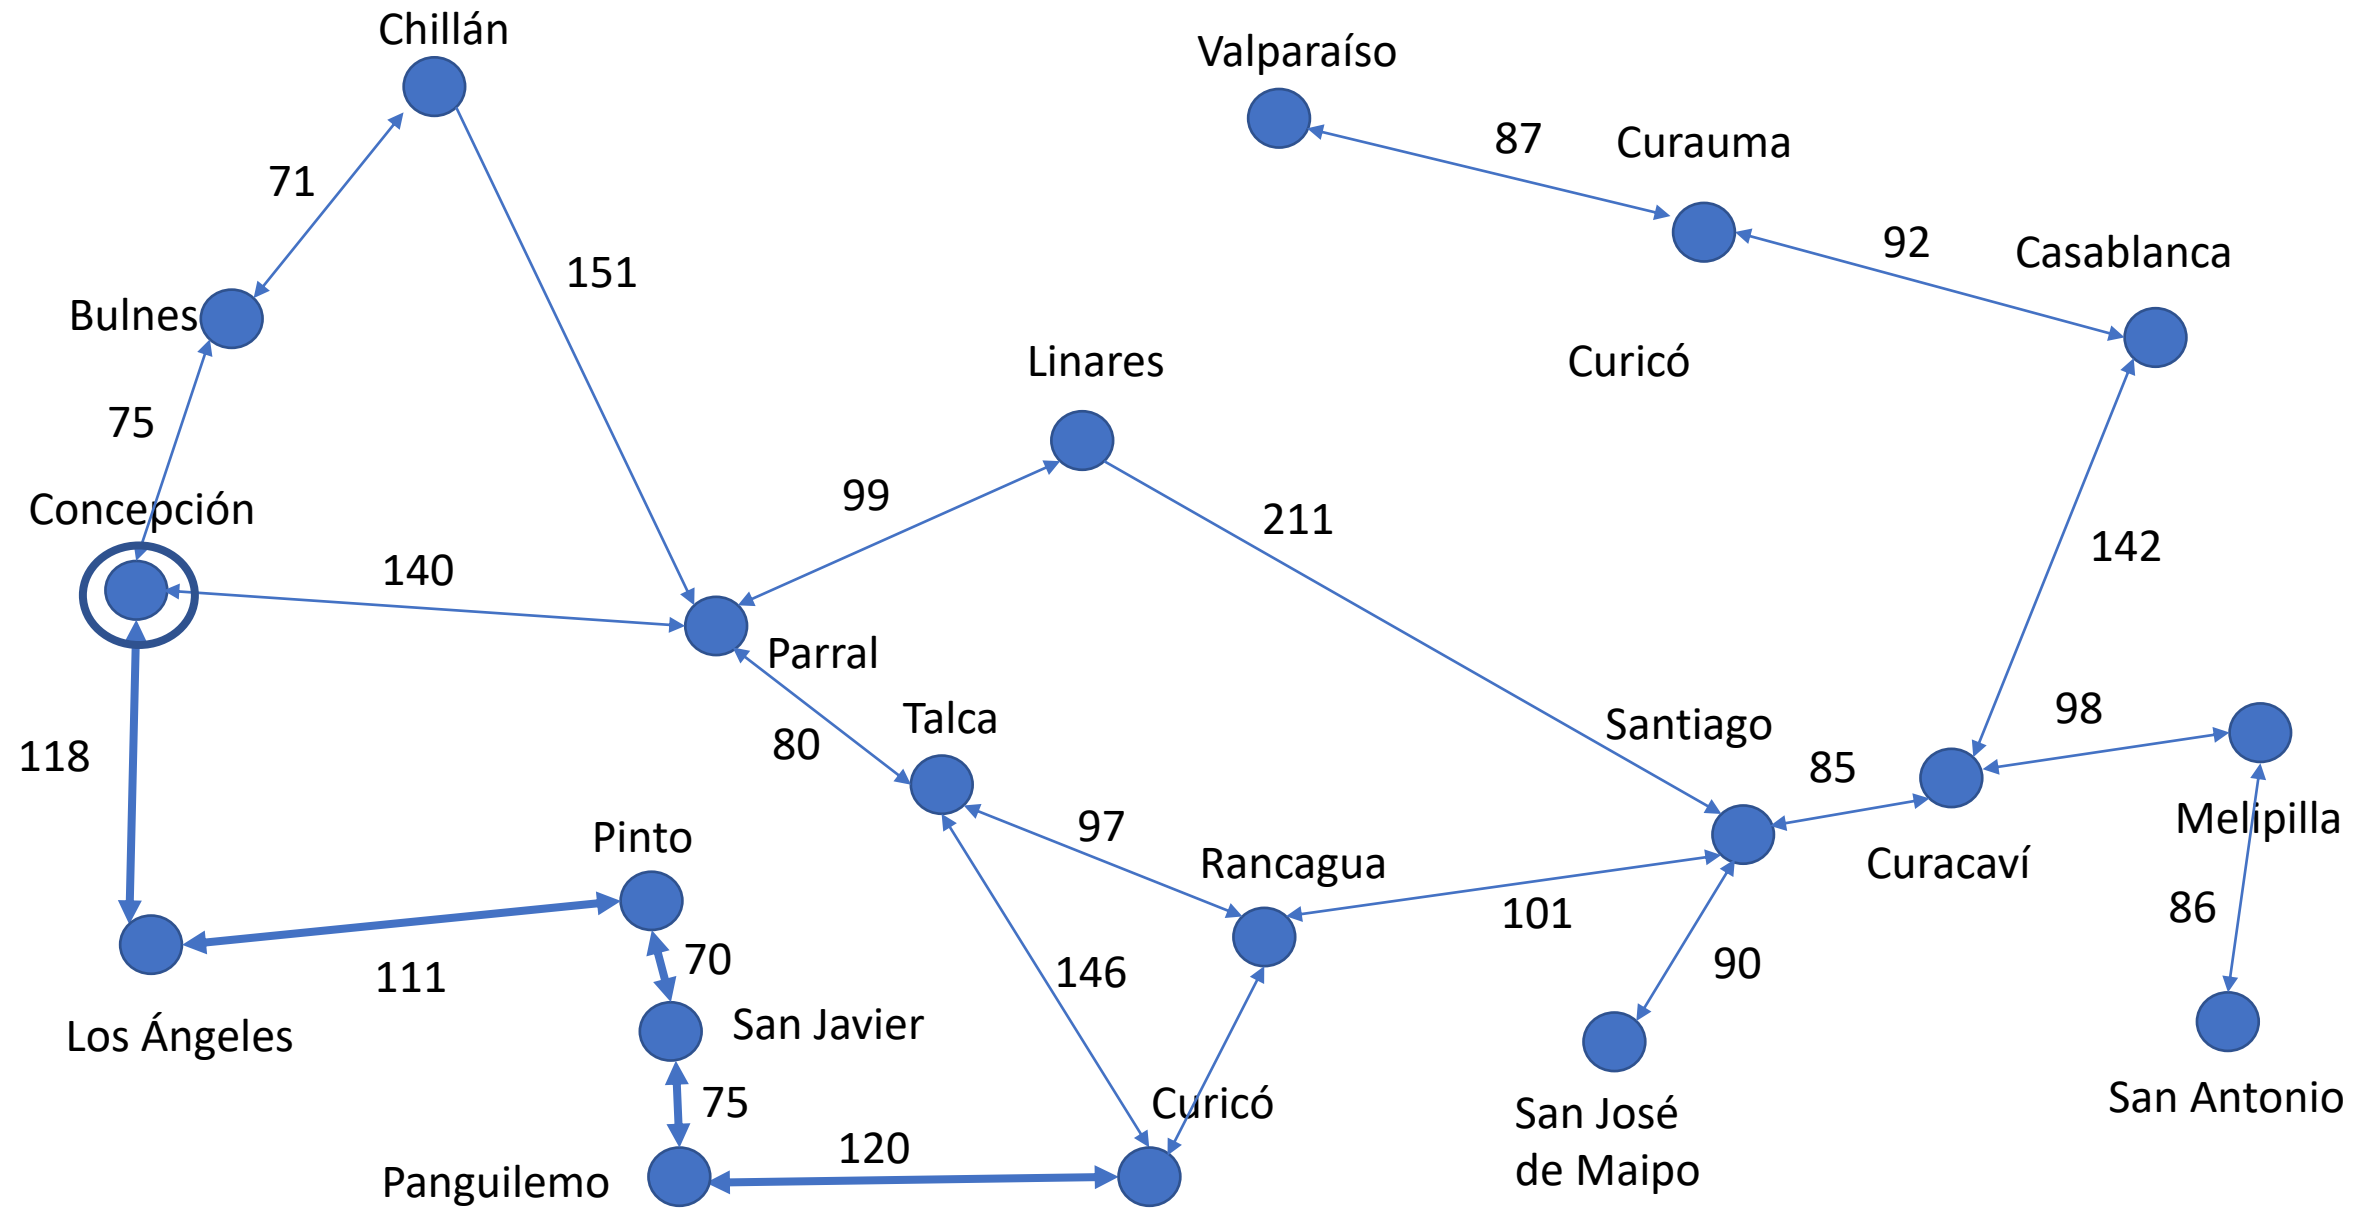 Chillán
Valparaíso
87
Curauma
71
92
Casablanca
151
Bulnes
Linares
Curicó
75
99
Concepción
211
140
142
Parral
Talca
Santiago
98
80
118
85
Melipilla
97
Pinto
Rancagua
Curacaví
101
86
70
90
111
146
San Javier
Los Ángeles
75
Curicó
San José
de Maipo
San Antonio
120
Panguilemo